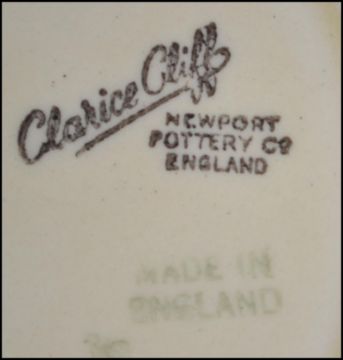 Clarice Cliff
NEWPORT
POTTERY CO
ENGLAND
MADE IN
ENGLAND